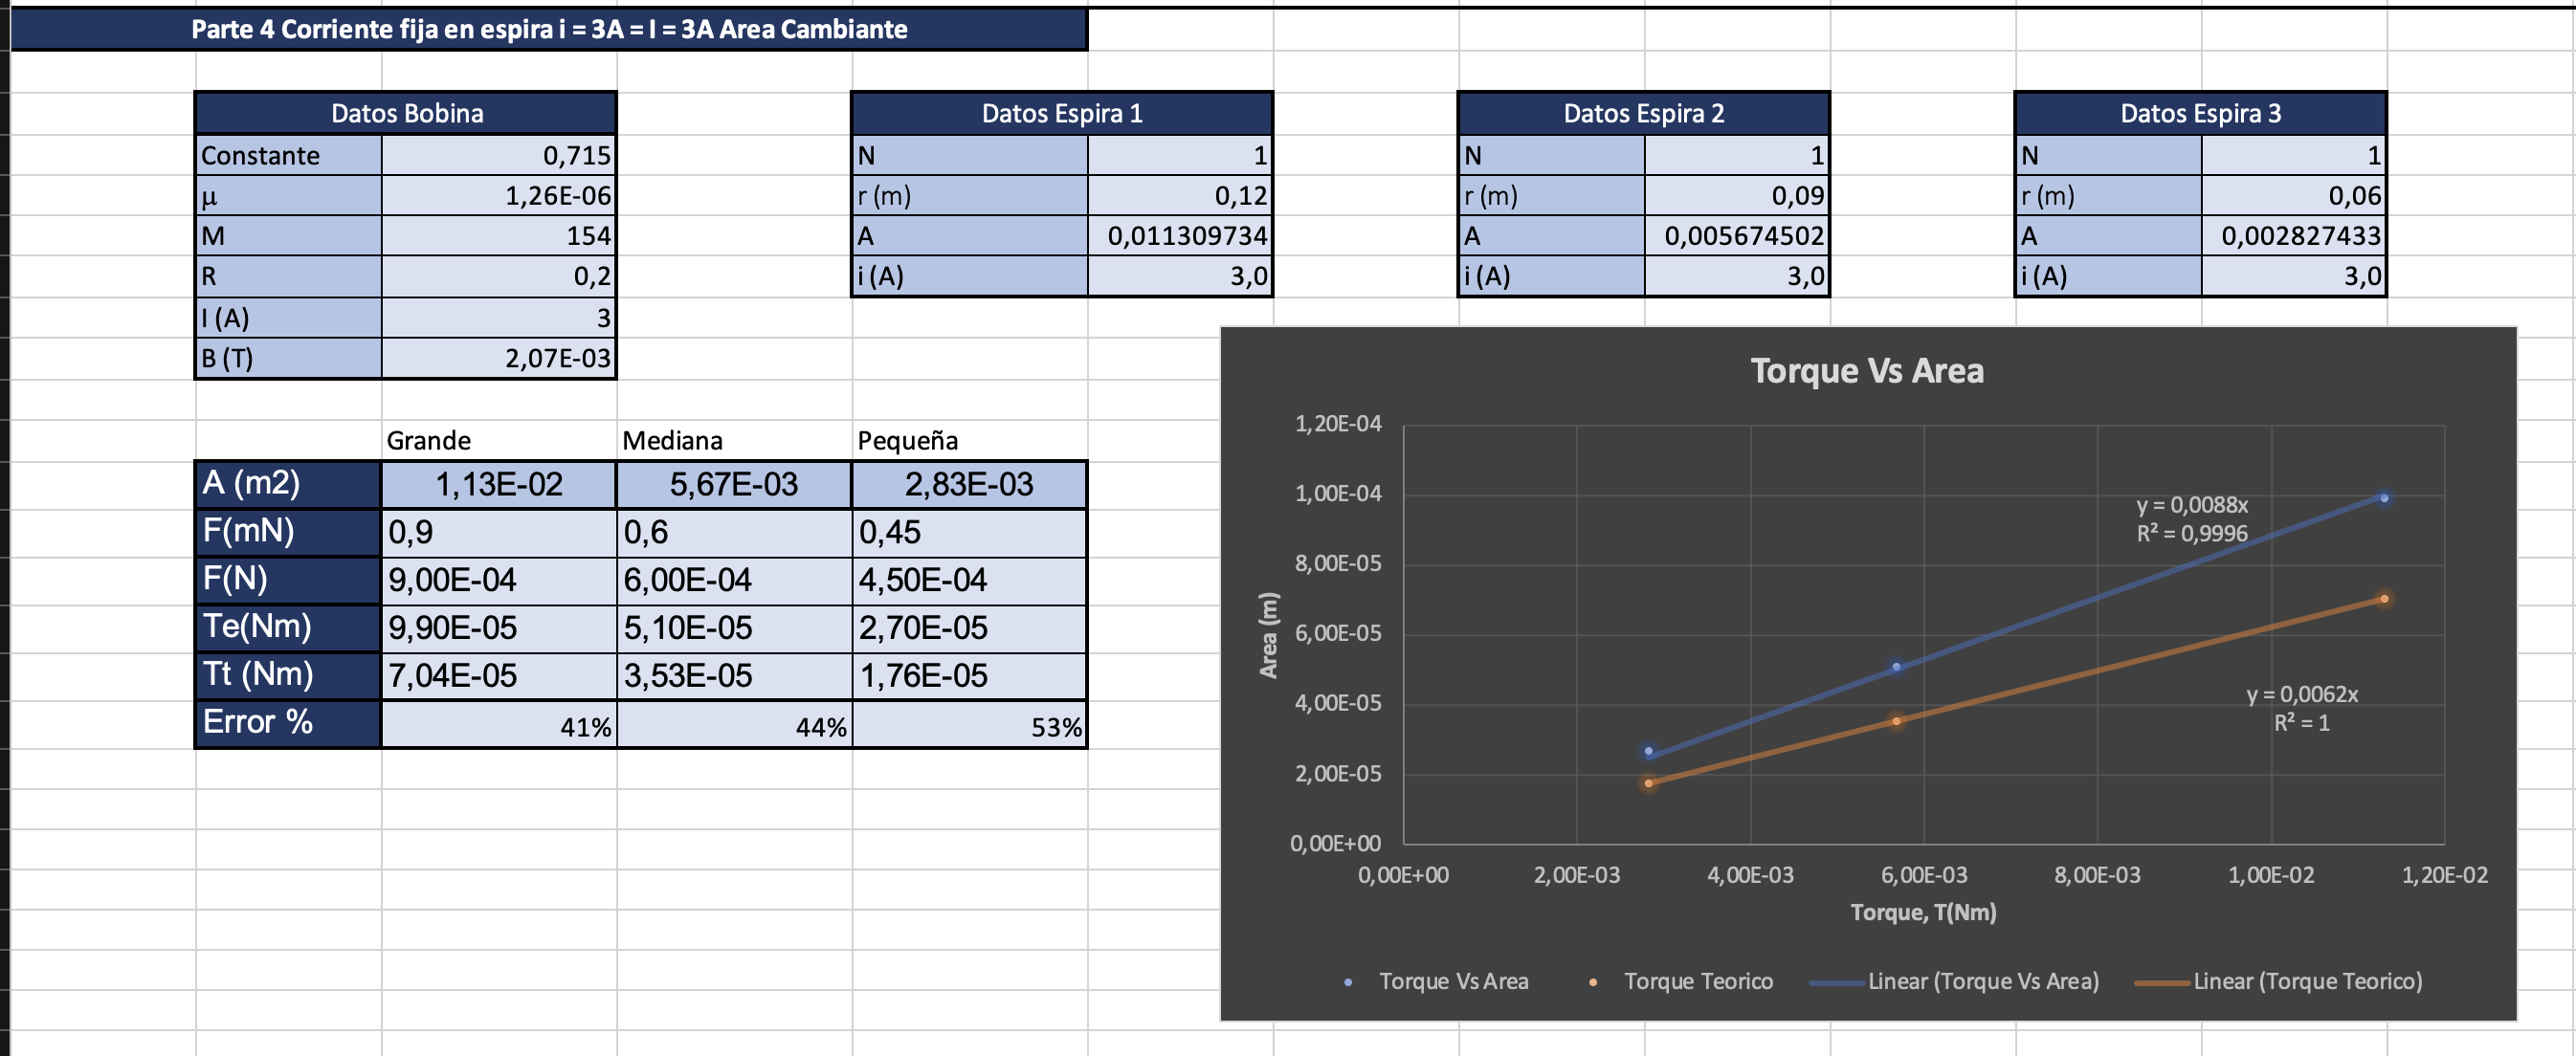 Parte 4 Corriente fija en espira i = 3A = I = 3A Area Cambiante
Datos Bobina
Constante 0,715
µ 1,26E-06
M 154
R 0,2
I (A) 3
B (T) 2,07E-03
Datos Espira 1
N 1
r (m) 0,12
A 0,011309734
i (A) 3,0
Datos Espira 2
N 1
r (m) 0,09
A 0,005674502
i (A) 3,0
Datos Espira 3
N 1
r (m) 0,06
A 0,002827433
i (A) 3,0
Grande Mediana Pequeña
A (m2) 1,13E-02 5,67E-03 2,83E-03
F(mN) 0,9 0,6 0,45
F(N) 9,00E-04 6,00E-04 4,50E-04
Te(Nm) 9,90E-05 5,10E-05 2,70E-05
Tt (Nm) 7,04E-05 3,53E-05 1,76E-05
Error % 41% 44% 53%
Torque Vs Area
1,20E-04
1,00E-04
8,00E-05
6,00E-05
4,00E-05
2,00E-05
0,00E+00
Area (m)
y = 0,0088x
R² = 0,9996
y = 0,0062x
R² = 1
0,00E+00 2,00E-03 4,00E-03 6,00E-03 8,00E-03 1,00E-02 1,20E-02
Torque, T(Nm)
Torque Vs Area Torque Teorico Linear (Torque Vs Area) Linear (Torque Teorico)